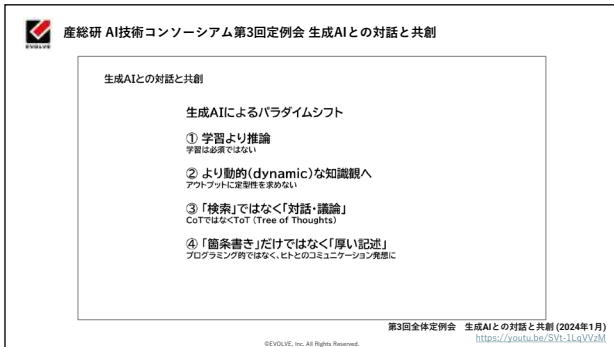 EVOLVE
産総研 AI技術コンソーシアム第3回定例会 生成AIとの対話と共創
生成AIとの対話と共創
生成AIによるパラダイムシフト
① 学習より推論
学習は必須ではない
② より動的(dynamic)な知識観へ
アウトプットに定型性を求めない
③ 「検索」ではなく「対話・議論」
CoTではなくToT (Tree of Thoughts)
④ 「箇条書き」だけではなく「厚い記述」
プログラミング的ではなく、ヒトとのコミュニケーション発想に
第3回全体定例会　生成AIとの対話と共創 (2024年1月)
https://youtu.be/SVt-1LqVVzM
©EVOLVE, Inc. All Rights Reserved.